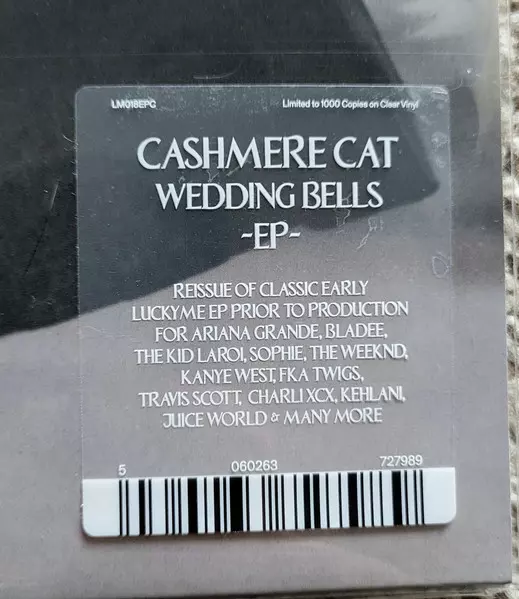 LM018EPC Limited to 1000 Copies on Clear Vinyl
CASHMERE CAT
WEDDING BELLS
-EP-
REISSUE OF CLASSIC EARLY
LUCKYME EP PRIOR TO PRODUCTION
FOR ARIANA GRANDE, BLADEE,
THE KID LAROI, SOPHIE, THE WEEKND,
KANYE WEST, FKA TWIGS,
TRAVIS SCOTT, CHARLI XCX, KEHLANI,
JUICE WORLD & MANY MORE
5 060263 727989